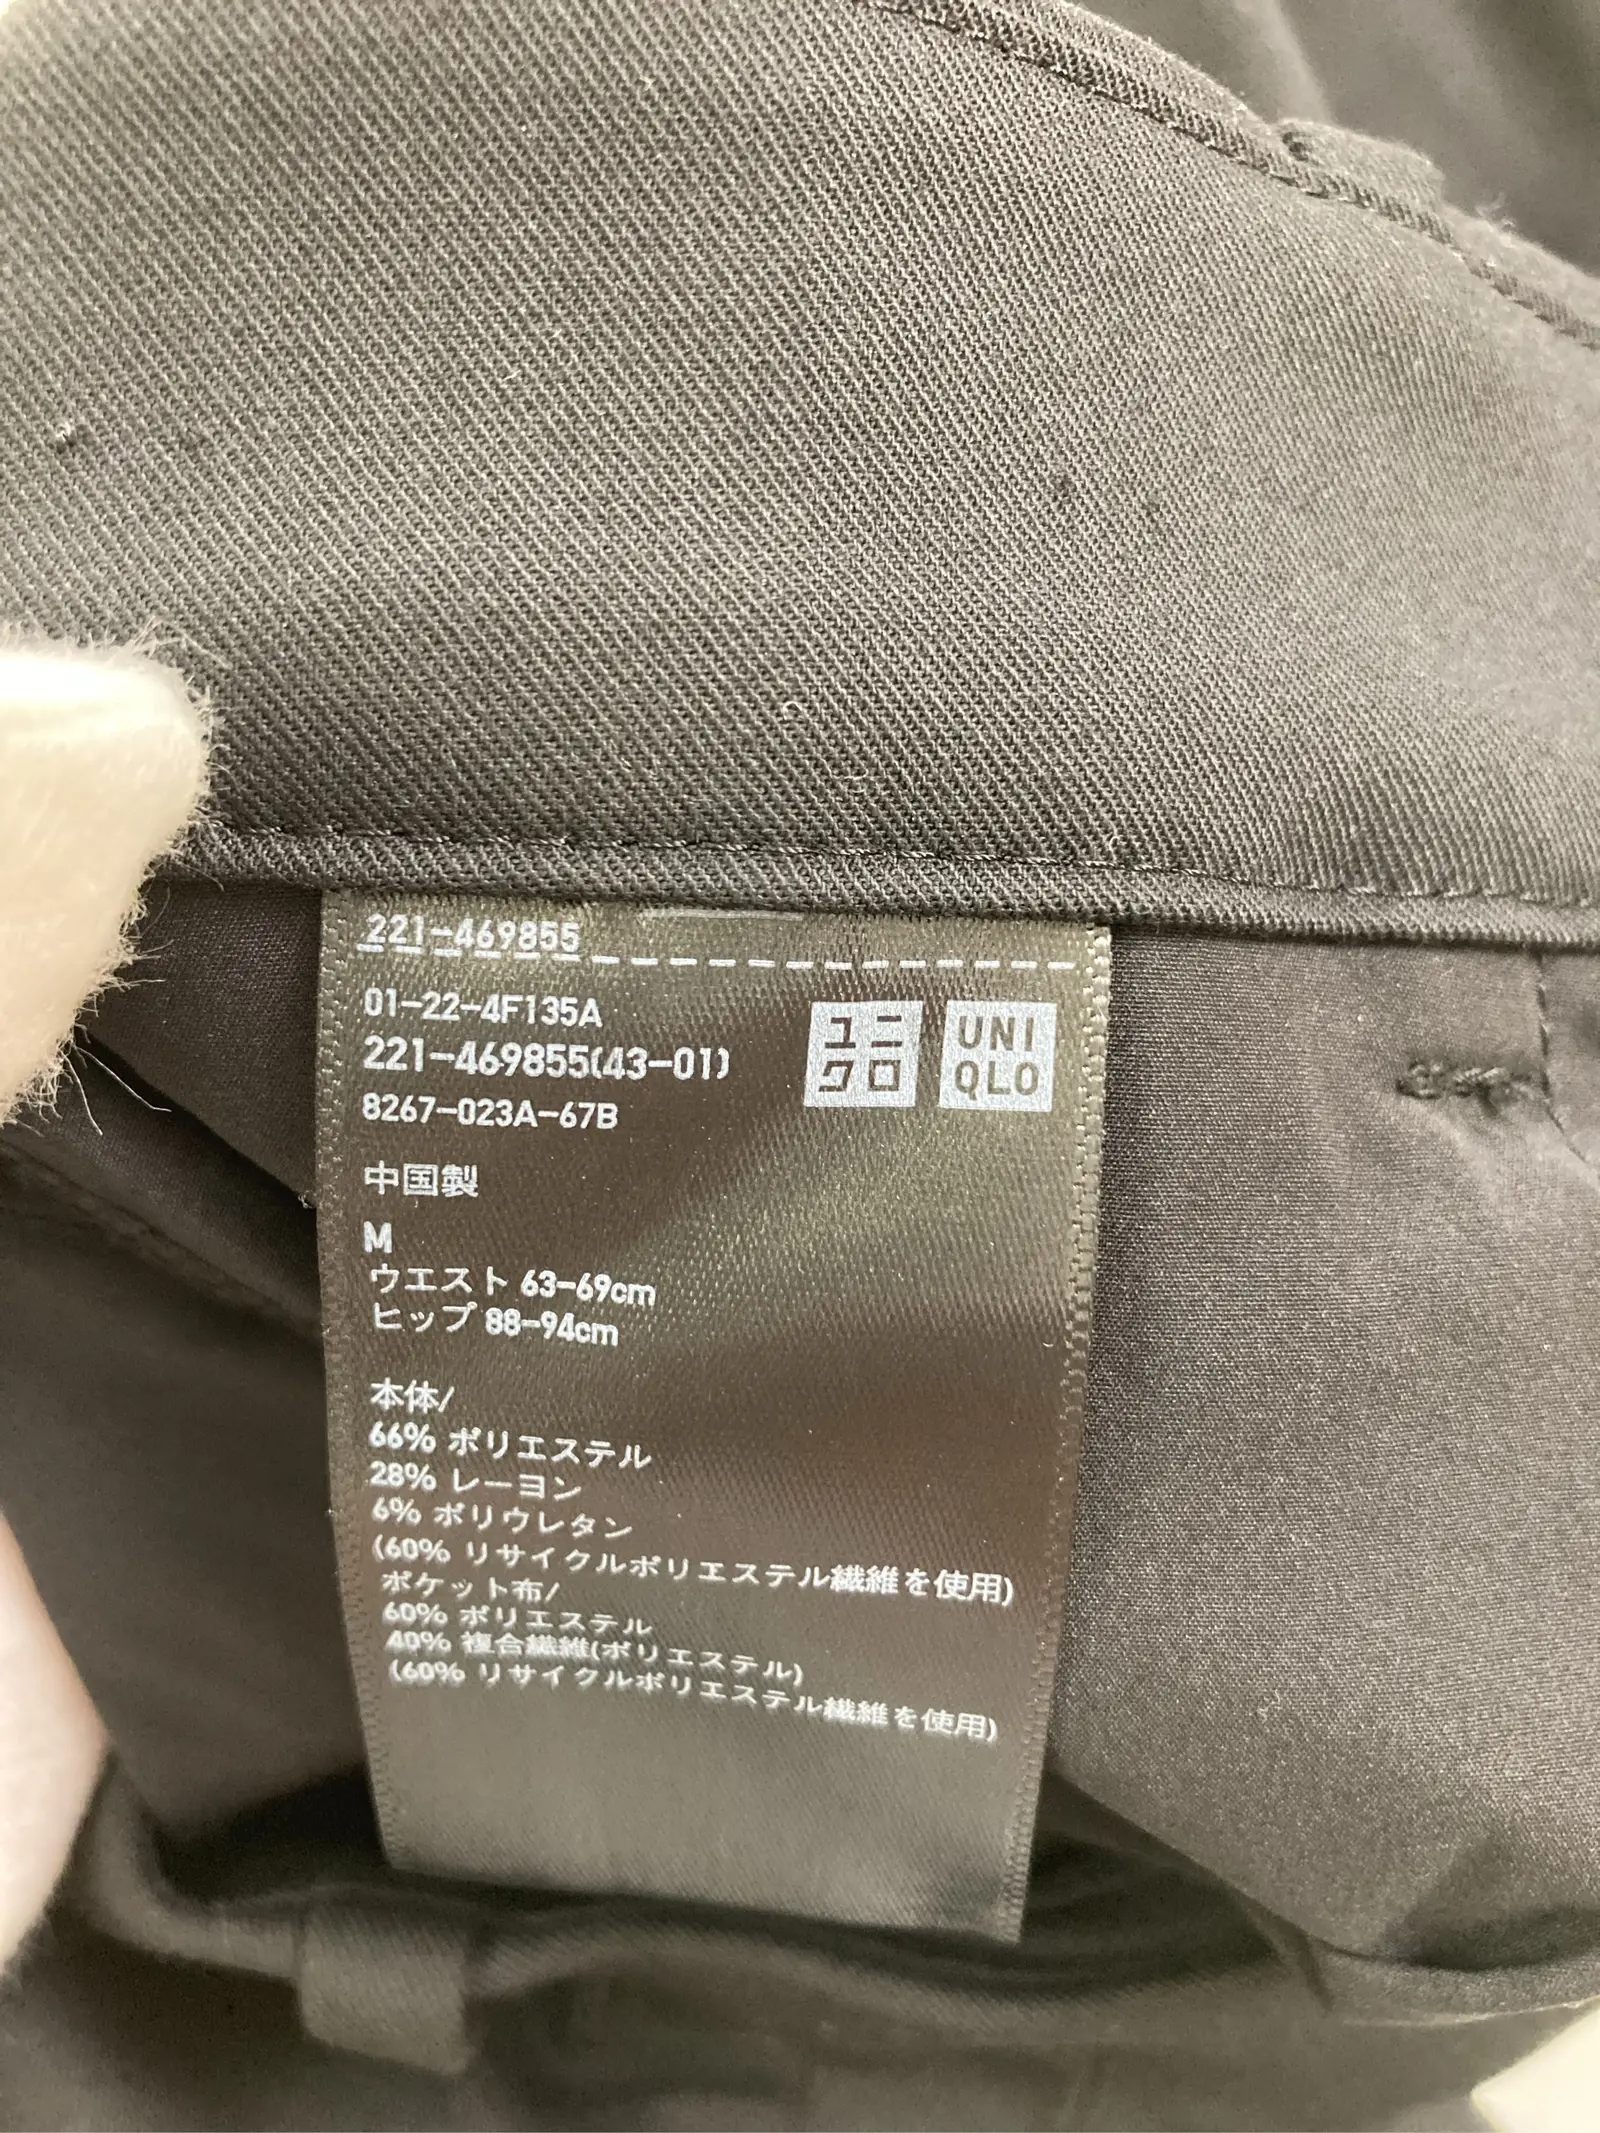 221-469855
01-22-4F135A
221-469855(43-01)
8267-023A-67B
ユニ
クロ
UNI
QLO
中国製
M
ウエスト 63-69cm
ヒップ 88-94cm
本体/
66% ポリエステル
28% レーヨン
6% ポリウレタン
(60% リサイクルポリエステル繊維を使用)
ポケット布/
60% ポリエステル
40% 複合繊維(ポリエステル)
(60% リサイクルポリエステル繊維を使用)